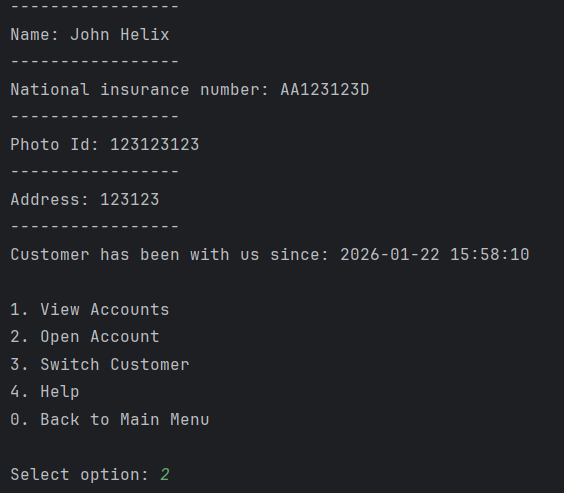 -----------------
Name: John Helix
-----------------
National insurance number: AA123123D
-----------------
Photo Id: 123123123
-----------------
Address: 123123
-----------------
Customer has been with us since: 2026-01-22 15:58:10
1. View Accounts
2. Open Account
3. Switch Customer
4. Help
0. Back to Main Menu
Select option: 2